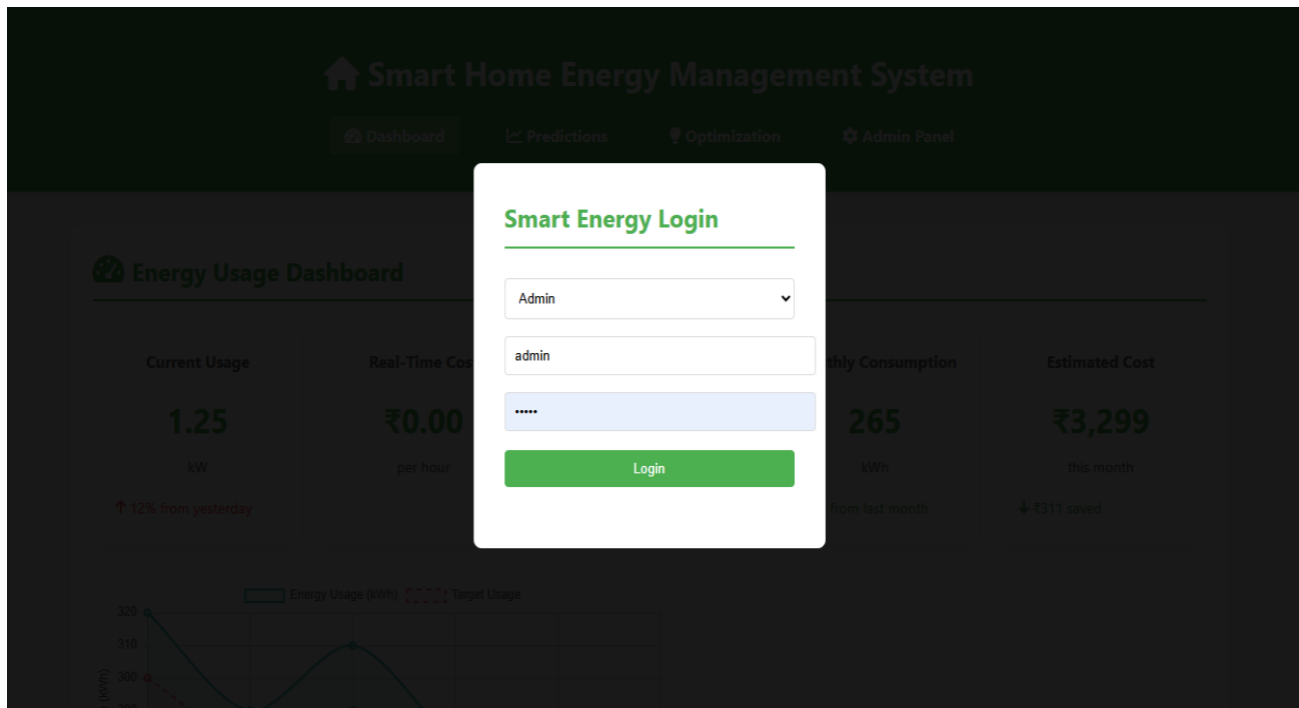 Smart Home Energy Management System
Dashboard Predictions Optimization Admin Panel
Smart Energy Login
Energy Usage Dashboard
Admin
admin
•••••
Login
Current Usage
1.25
kW
↑ 12% from yesterday
Real-Time
₹0.00
per hour
Consumption
265
kWh
from last month
Estimated Cost
₹3,299
this month
↓ ₹311 saved
Energy Usage (kWh) Target Usage
320
310
300
(kWh)